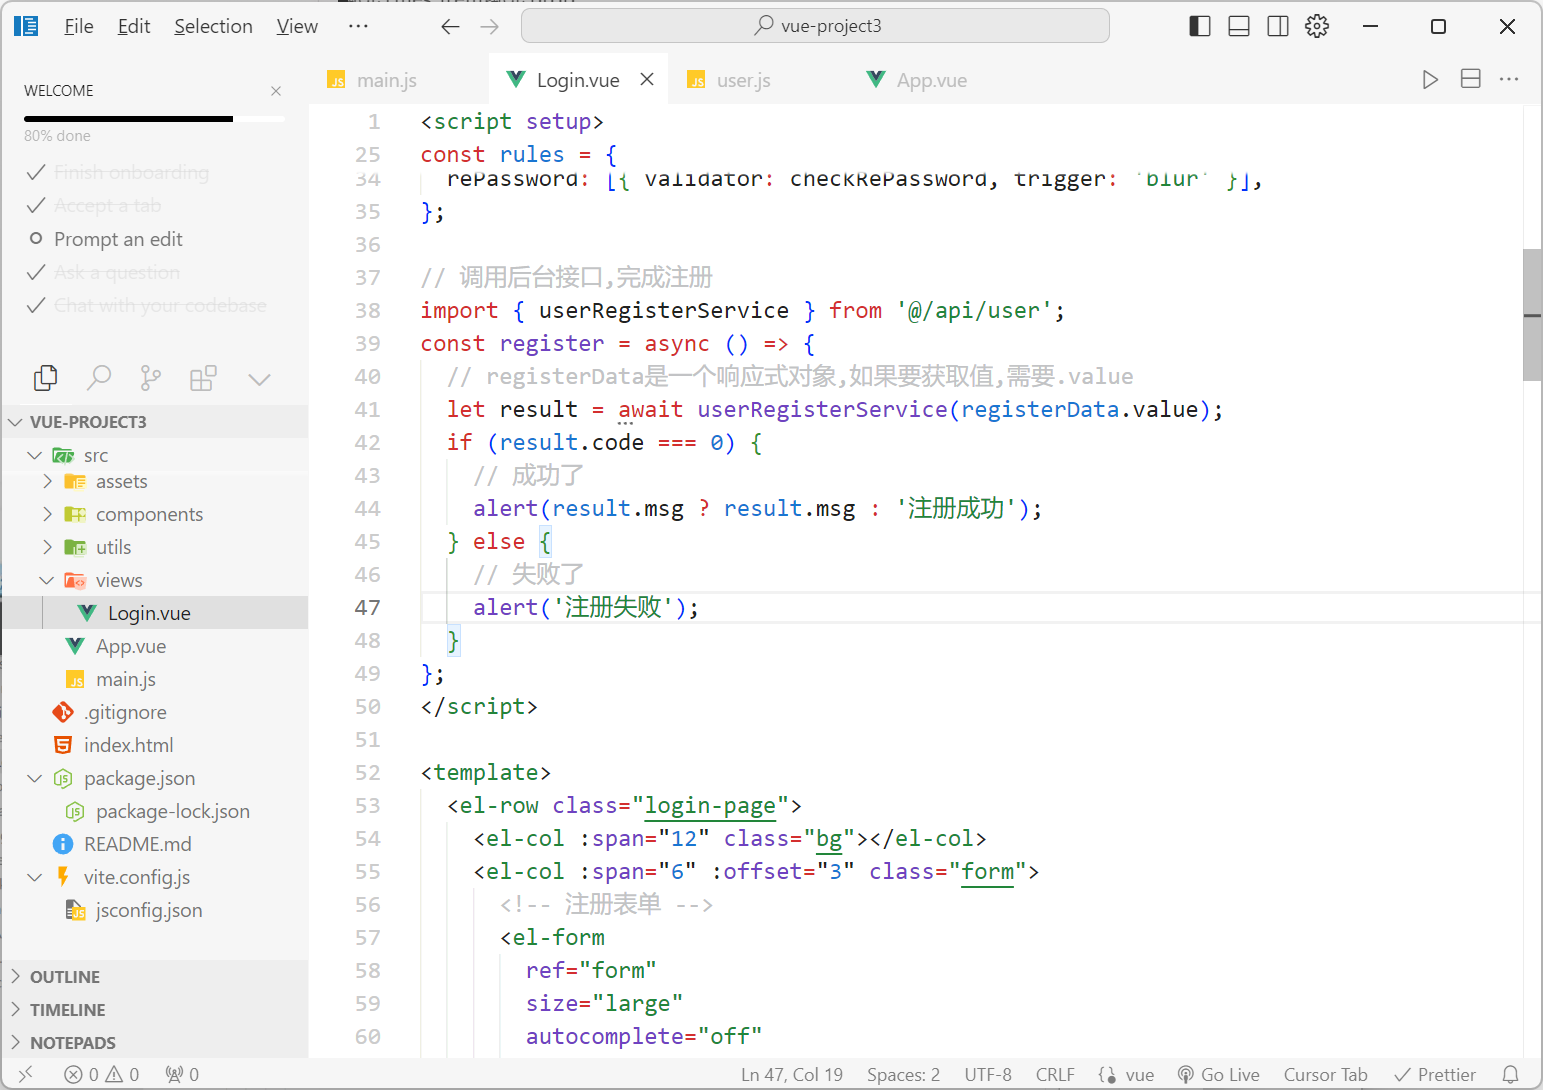 File Edit Selection View ··· vue-project3
WELCOME
80% done
Finish onboarding
Accept a tab
Prompt an edit
Ask a question
Chat with your codebase
VUE-PROJECT3
src
assets
components
utils
views
Login.vue
App.vue
main.js
.gitignore
index.html
package.json
package-lock.json
README.md
vite.config.js
jsconfig.json
OUTLINE
TIMELINE
NOTEPADS
main.js Login.vue user.js App.vue
1 <script setup>
25 const rules = {
34 rePassword: [{ validator: checkRePassword, trigger: 'blur' }],
35 };
36
37 // 调用后台接口,完成注册
38 import { userRegisterService } from '@/api/user';
39 const register = async () => {
40 // registerData是一个响应式对象,如果要获取值,需要.value
41 let result = await userRegisterService(registerData.value);
42 if (result.code === 0) {
43 // 成功了
44 alert(result.msg ? result.msg : '注册成功');
45 } else {
46 // 失败了
47 alert('注册失败');
48 }
49 };
50 </script>
51
52 <template>
53 <el-row class="login-page">
54 <el-col :span="12" class="bg"></el-col>
55 <el-col :span="6" :offset="3" class="form">
56 <!-- 注册表单 -->
57 <el-form
58 ref="form"
59 size="large"
60 autocomplete="off"
0 0 0 Ln 47, Col 19 Spaces: 2 UTF-8 CRLF vue Go Live Cursor Tab Prettier